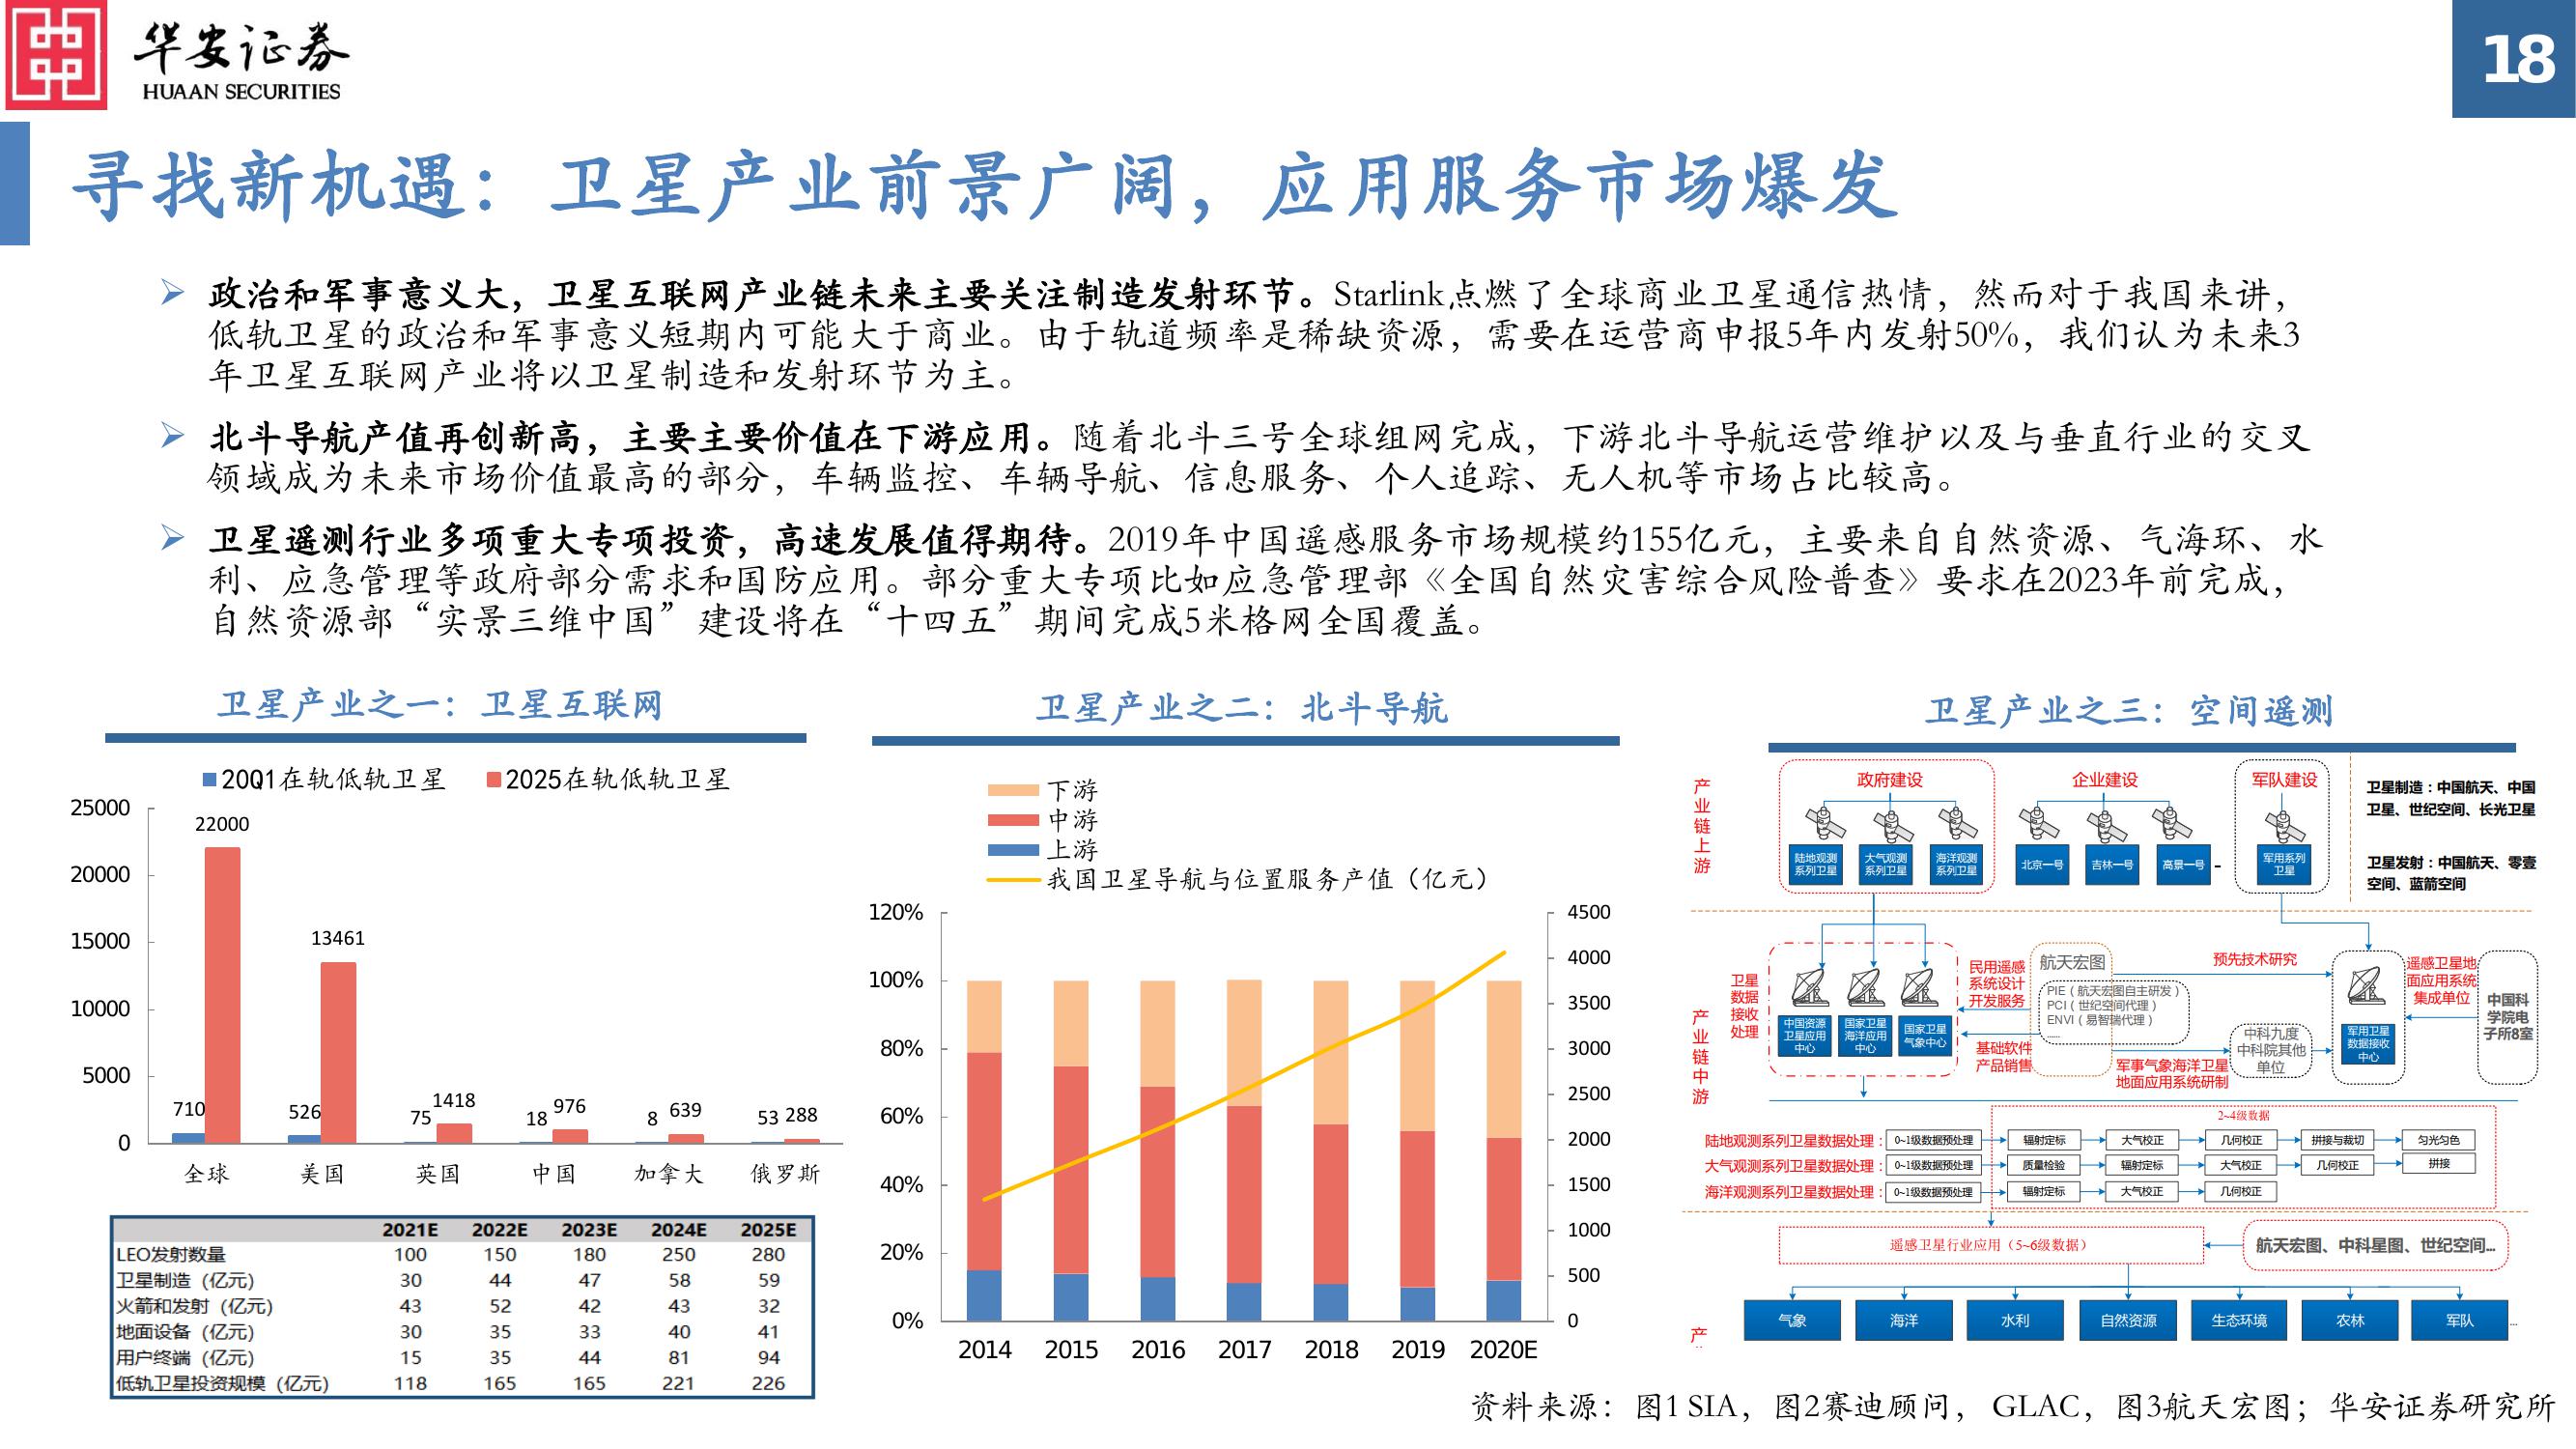 华安证券
HUAAN SECURITIES
18
寻找新机遇：卫星产业前景广阔，应用服务市场爆发
政治和军事意义大，卫星互联网产业链未来主要关注制造发射环节。Starlink点燃了全球商业卫星通信热情，然而对于我国来讲，
低轨卫星的政治和军事意义短期内可能大于商业。由于轨道频率是稀缺资源，需要在运营商申报5年内发射50%，我们认为未来3
年卫星互联网产业将以卫星制造和发射环节为主。
北斗导航产值再创新高，主要主要价值在下游应用。随着北斗三号全球组网完成，下游北斗导航运营维护以及与垂直行业的交叉
领域成为未来市场价值最高的部分，车辆监控、车辆导航、信息服务、个人追踪、无人机等市场占比较高。
卫星遥测行业多项重大专项投资，高速发展值得期待。2019年中国遥感服务市场规模约155亿元，主要来自自然资源、气海环、水
利、应急管理等政府部分需求和国防应用。部分重大专项比如应急管理部《全国自然灾害综合风险普查》要求在2023年前完成，
自然资源部“实景三维中国”建设将在“十四五”期间完成5米格网全国覆盖。
卫星产业之一：卫星互联网
20Q1在轨低轨卫星 2025在轨低轨卫星
25000
20000
15000
10000
5000
0
710 22000
526 13461
75 1418
18 976
8 639
53 288
全球 美国 英国 中国 加拿大 俄罗斯
2021E 2022E 2023E 2024E 2025E
LEO发射数量 100 150 180 250 280
卫星制造（亿元） 30 44 47 58 59
火箭和发射（亿元） 43 52 42 43 32
地面设备（亿元） 30 35 33 40 41
用户终端（亿元） 15 35 44 81 94
低轨卫星投资规模（亿元） 118 165 165 221 226
卫星产业之二：北斗导航
下游
中游
上游
我国卫星导航与位置服务产值（亿元）
120%
100%
80%
60%
40%
20%
0%
4500
4000
3500
3000
2500
2000
1500
1000
500
0
2014 2015 2016 2017 2018 2019 2020E
卫星产业之三：空间遥测
产业链上游
政府建设 企业建设 军队建设
陆地观测系列卫星
大气观测系列卫星
海洋观测系列卫星
北京一号 吉林一号 高景一号
军用系列卫星
卫星制造：中国航天、中国
卫星、世纪空间、长光卫星
卫星发射：中国航天、零壹
空间、蓝箭空间
产业链中游
卫星数据接收处理
中国资源卫星应用中心
国家卫星海洋应用中心
国家卫星气象中心
民用遥感
系统设计
开发服务
基础软件
产品销售
航天宏图
PIE（航天宏图自主研发）
PCI（世纪空间代理）
ENVI（易智瑞代理）
......
预先技术研究
军事气象海洋卫星
地面应用系统研制
中科九度
中科院其他
单位
军用卫星
数据接收
中心
遥感卫星地
面应用系统
集成单位
中国科
学院电
子所8室
2~4级数据
陆地观测系列卫星数据处理： 0~1级数据预处理 辐射定标 大气校正 几何校正 拼接与裁切 匀光匀色
大气观测系列卫星数据处理： 0~1级数据预处理 质量检验 辐射定标 大气校正 几何校正 拼接
海洋观测系列卫星数据处理： 0~1级数据预处理 辐射定标 大气校正 几何校正
遥感卫星行业应用（5~6级数据）
航天宏图、中科星图、世纪空间...
气象 海洋 水利 自然资源 生态环境 农林 军队 ...
产
资料来源：图1 SIA，图2赛迪顾问， GLAC，图3航天宏图；华安证券研究所